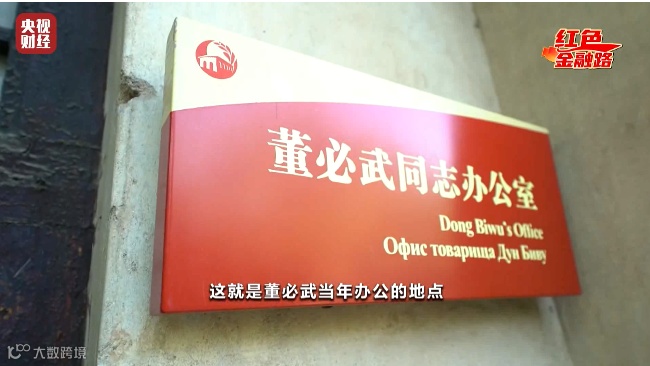 央视
财经
红色
金融路
董必武同志办公室
Dong Biwu's Office
Офис товарища Дун Биву
这就是董必武当年办公的地点
大数跨境